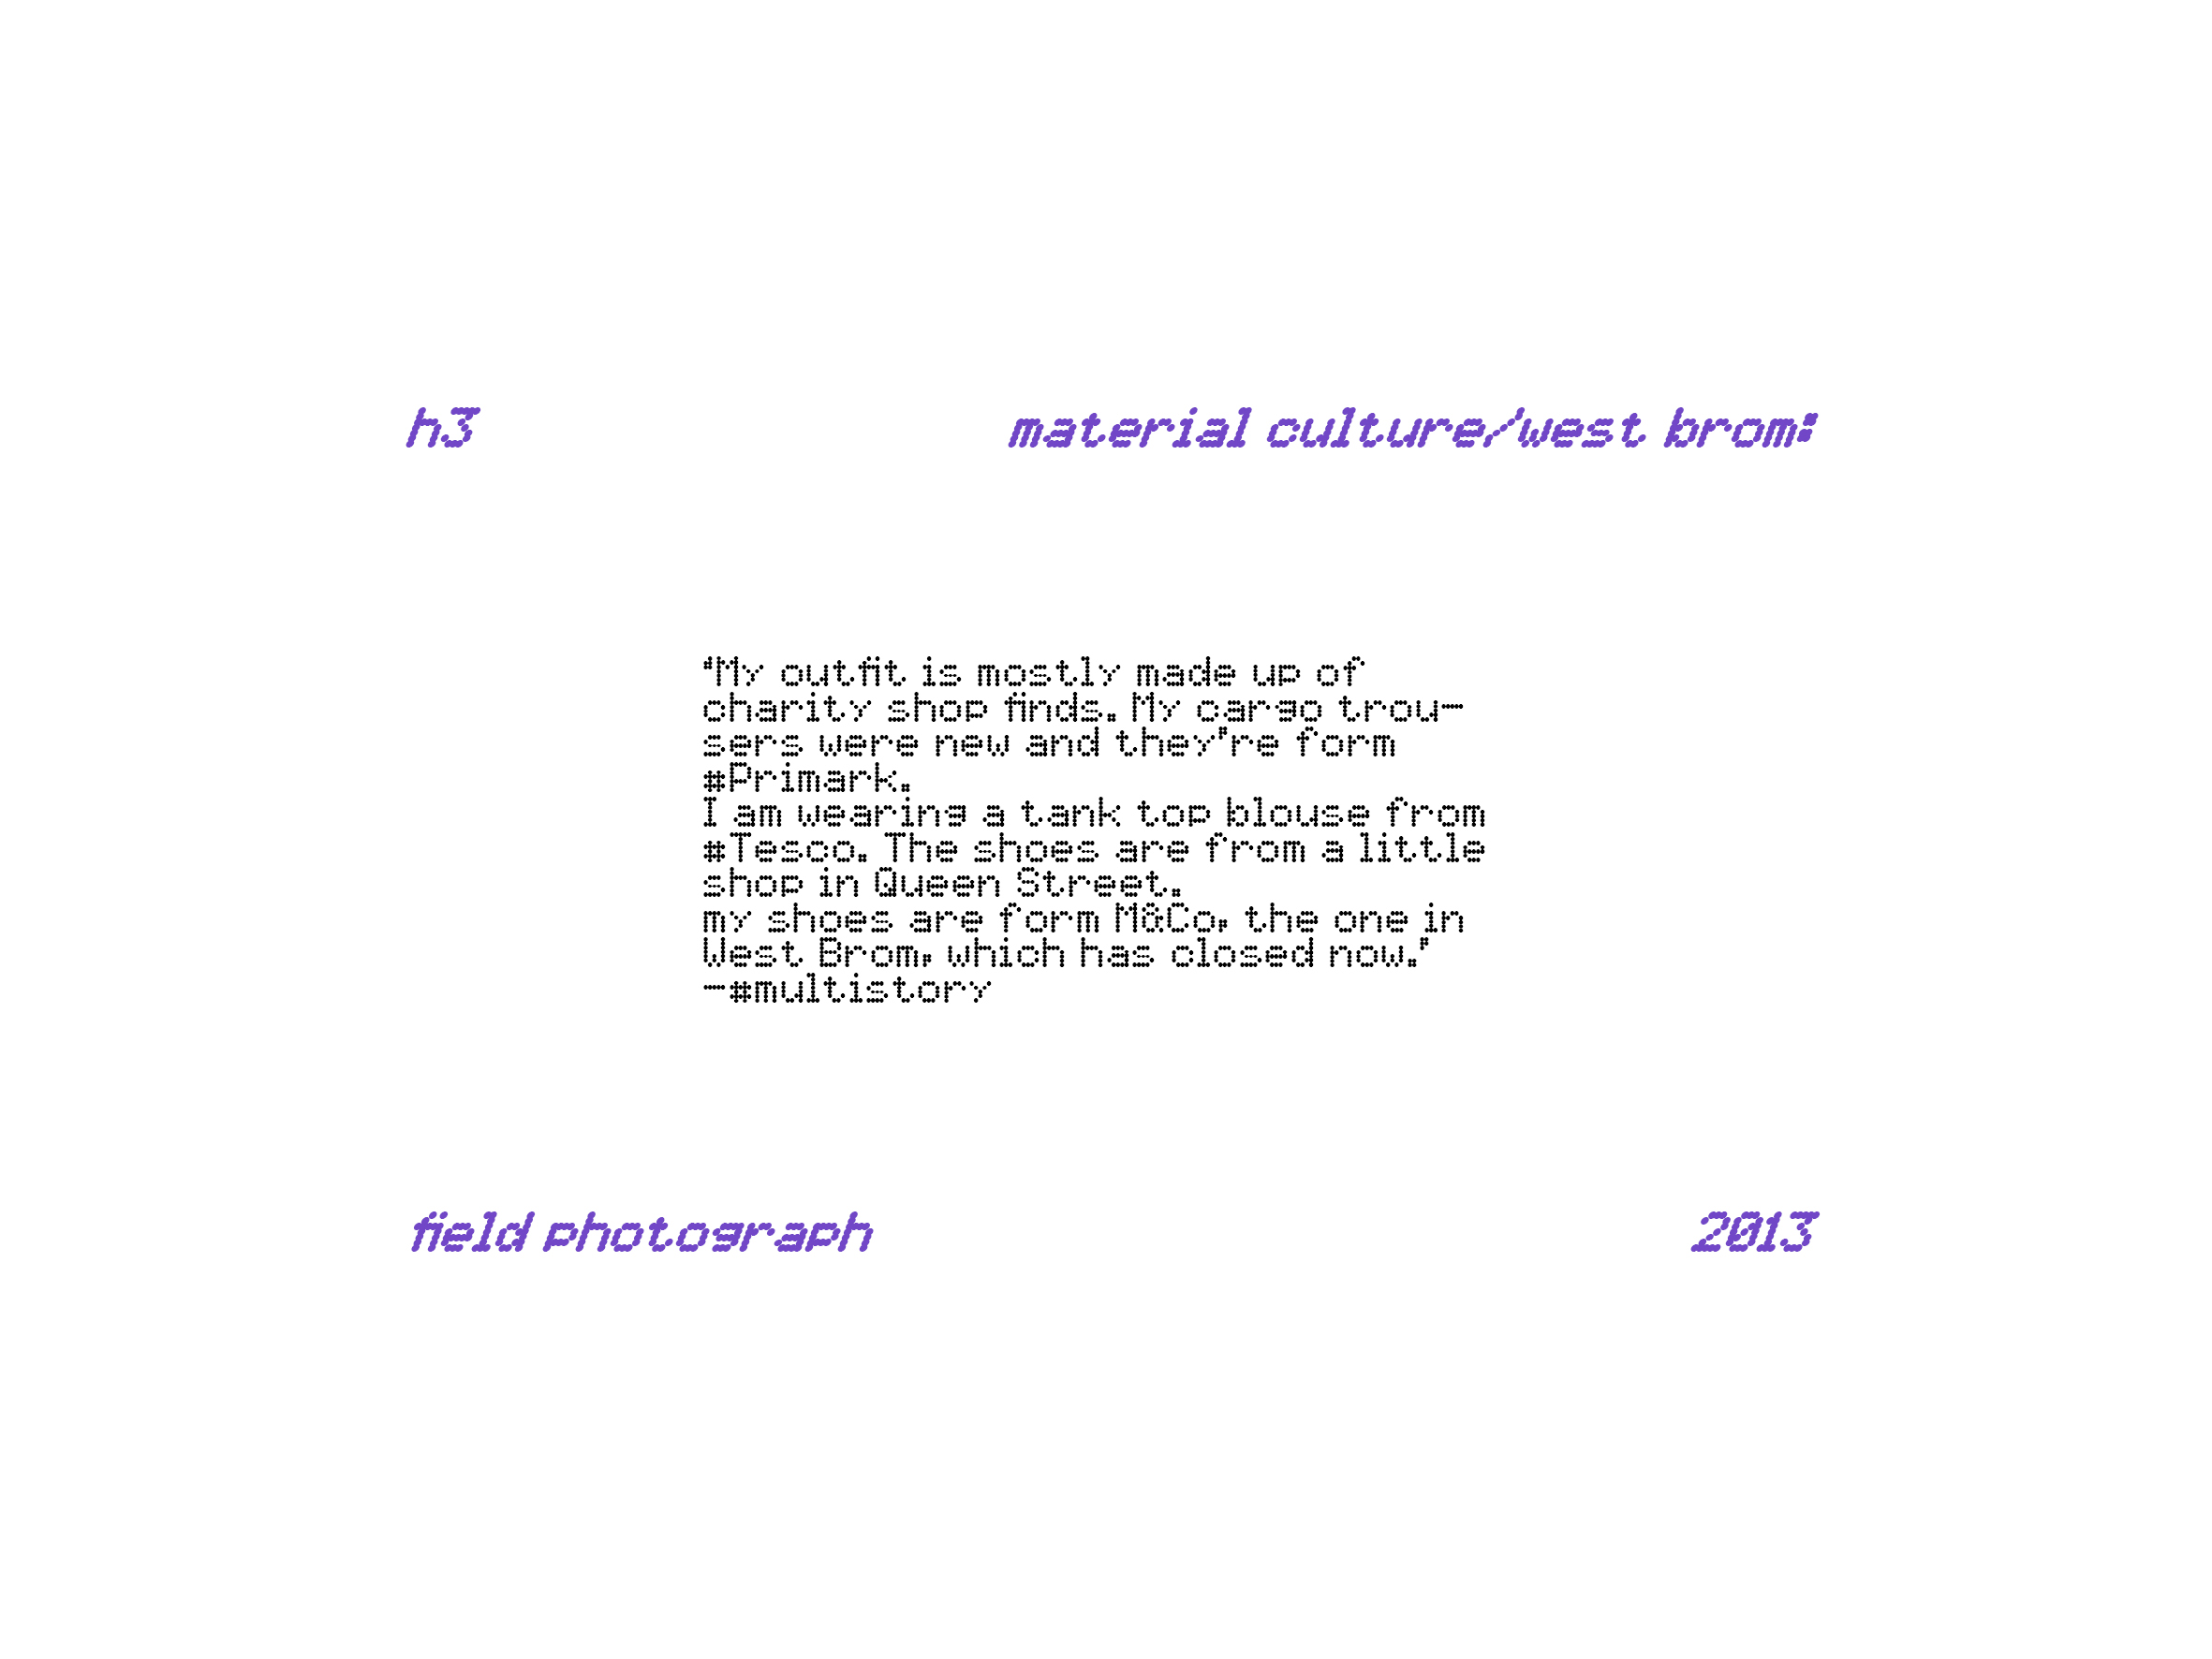 h3
material culture/west brom:
‘My outfit is mostly made up of
charity shop finds. My cargo trou-
sers were new and they’re form
#Primark.
I am wearing a tank top blouse from
#Tesco. The shoes are from a little
shop in Queen Street.
my shoes are form M&Co, the one in
West Brom, which has closed now.’
-#multistory
field photograph
2013